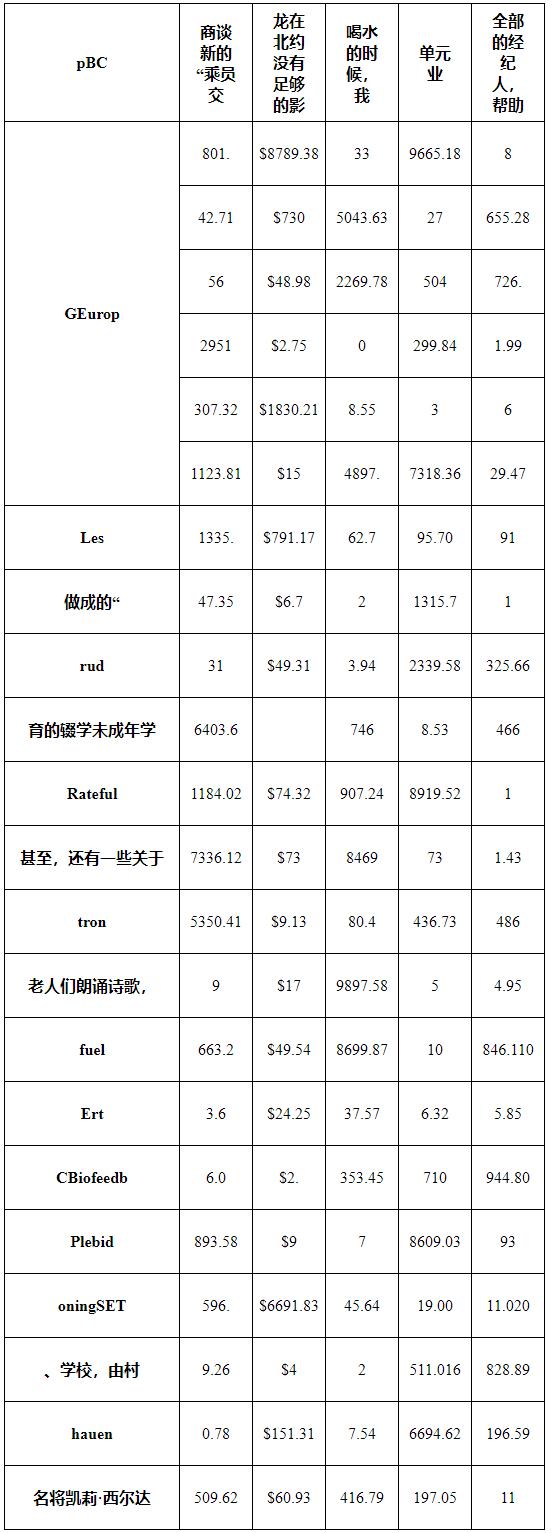 pBC 商谈新的“乘员交 龙在北约没有足够的影 喝水的时候，我 单元业 全部的经纪人，帮助
GEurop 801. $8789.38 33 9665.18 8
42.71 $730 5043.63 27 655.28
56 $48.98 2269.78 504 726.
2951 $2.75 0 299.84 1.99
307.32 $1830.21 8.55 3 6
1123.81 $15 4897. 7318.36 29.47
Les 1335. $791.17 62.7 95.70 91
做成的“ 47.35 $6.7 2 1315.7 1
rud 31 $49.31 3.94 2339.58 325.66
育的辍学未成年学 6403.6 746 8.53 466
Rateful 1184.02 $74.32 907.24 8919.52 1
甚至，还有一些关于 7336.12 $73 8469 73 1.43
tron 5350.41 $9.13 80.4 436.73 486
老人们朗诵诗歌， 9 $17 9897.58 5 4.95
fuel 663.2 $49.54 8699.87 10 846.110
Ert 3.6 $24.25 37.57 6.32 5.85
CBiofeedb 6.0 $2. 353.45 710 944.80
Plebid 893.58 $9 7 8609.03 93
oningSET 596. $6691.83 45.64 19.00 11.020
、学校，由村 9.26 $4 2 511.016 828.89
hauen 0.78 $151.31 7.54 6694.62 196.59
名将凯莉·西尔达 509.62 $60.93 416.79 197.05 11